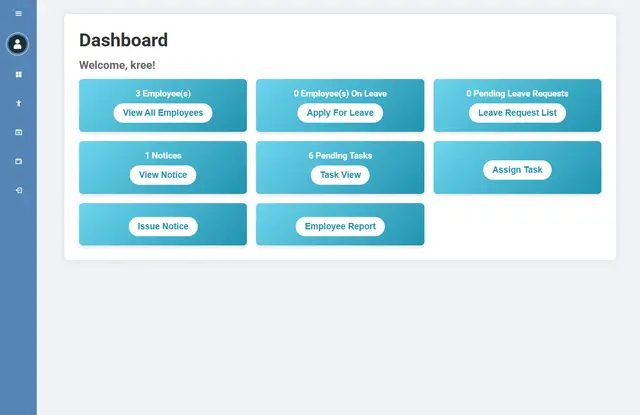 Dashboard
Welcome, kree!
3 Employee(s)
View All Employees
0 Employee(s) On Leave
Apply For Leave
0 Pending Leave Requests
Leave Request List
1 Notices
View Notice
6 Pending Tasks
Task View
Assign Task
Issue Notice
Employee Report